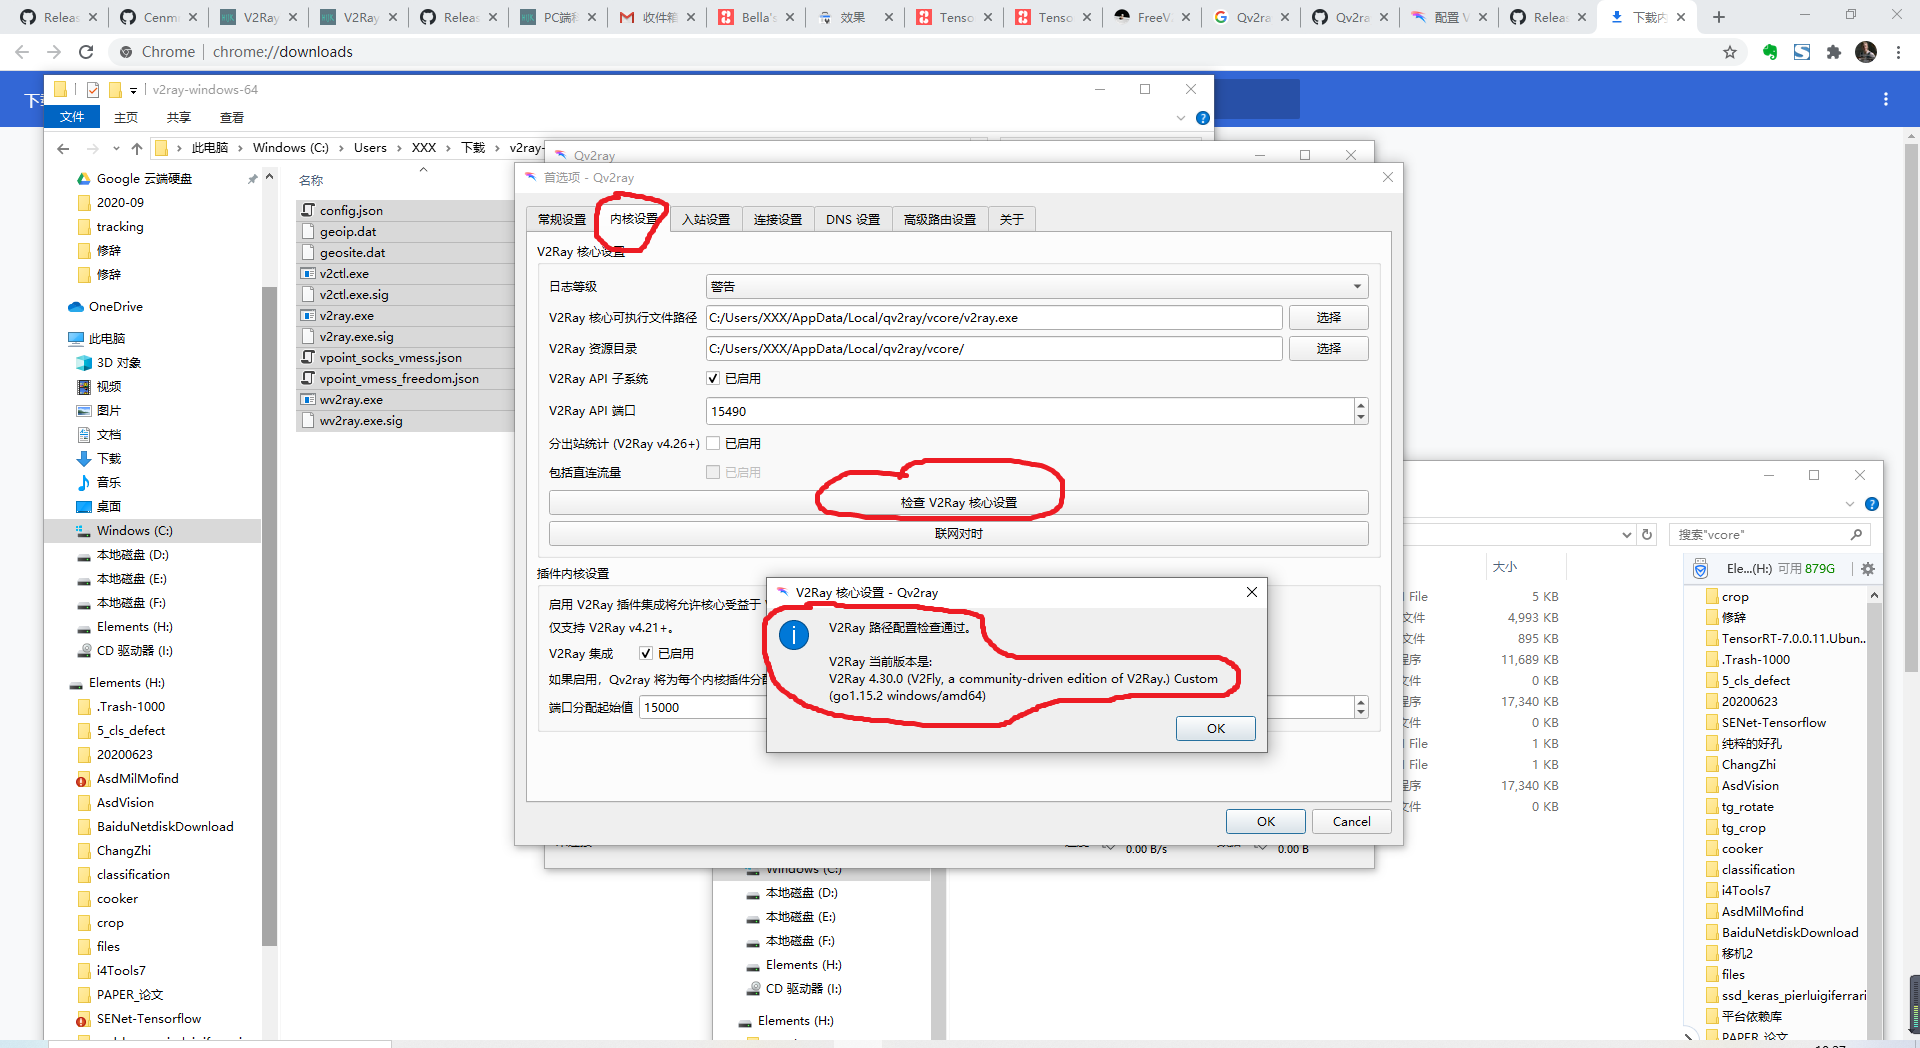 Releas
Cenm
V2Ray
V2Ray
Releas
PC端和
收件箱
Bella's
效果
Tenso
Tenso
FreeV
Qv2ra
Qv2ra
配置 V
Releas
下载内
Chrome
chrome://downloads
v2ray-windows-64
文件
主页
共享
查看
此电脑
Windows (C:)
Users
XXX
下载
v2ray-
Google 云端硬盘
2020-09
tracking
修辞
修辞
OneDrive
此电脑
3D 对象
视频
图片
文档
下载
音乐
桌面
Windows (C:)
本地磁盘 (D:)
本地磁盘 (E:)
本地磁盘 (F:)
Elements (H:)
CD 驱动器 (I:)
Elements (H:)
.Trash-1000
5_cls_defect
20200623
AsdMilMofind
AsdVision
BaiduNetdiskDownload
ChangZhi
classification
cooker
crop
files
i4Tools7
PAPER_论文
SENet-Tensorflow
名称
config.json
geoip.dat
geosite.dat
v2ctl.exe
v2ctl.exe.sig
v2ray.exe
v2ray.exe.sig
vpoint_socks_vmess.json
vpoint_vmess_freedom.json
wv2ray.exe
wv2ray.exe.sig
Qv2ray
首选项 - Qv2ray
常规设置
内核设置
入站设置
连接设置
DNS 设置
高级路由设置
关于
V2Ray 核心设置
日志等级
警告
V2Ray 核心可执行文件路径
C:/Users/XXX/AppData/Local/qv2ray/vcore/v2ray.exe
选择
V2Ray 资源目录
C:/Users/XXX/AppData/Local/qv2ray/vcore/
选择
V2Ray API 子系统
已启用
V2Ray API 端口
15490
分出站统计 (V2Ray v4.26+)
已启用
包括直连流量
已启用
检查 V2Ray 核心设置
联网对时
插件内核设置
启用 V2Ray 插件集成将允许核心受益于
仅支持 V2Ray v4.21+。
V2Ray 集成
已启用
如果启用，Qv2ray 将为每个内核插件分配
端口分配起始值
15000
V2Ray 核心设置 - Qv2ray
V2Ray 路径配置检查通过。
V2Ray 当前版本是:
V2Ray 4.30.0 (V2Fly, a community-driven edition of V2Ray.) Custom
(go1.15.2 windows/amd64)
OK
OK
Cancel
0.00 B/s
0.00 B
Windows (C:)
本地磁盘 (D:)
本地磁盘 (E:)
本地磁盘 (F:)
Elements (H:)
CD 驱动器 (I:)
Elements (H:)
搜索"vcore"
大小
File
5 KB
文件
4,993 KB
文件
895 KB
程序
11,689 KB
文件
0 KB
程序
17,340 KB
文件
0 KB
File
1 KB
File
1 KB
程序
17,340 KB
文件
0 KB
Ele...(H:) 可用 879G
crop
修辞
TensorRT-7.0.0.11.Ubun...
.Trash-1000
5_cls_defect
20200623
SENet-Tensorflow
纯粹的好孔
ChangZhi
AsdVision
tg_rotate
tg_crop
cooker
classification
i4Tools7
AsdMilMofind
BaiduNetdiskDownload
移机2
files
ssd_keras_pierluigiferrari
平台依赖库
PAPER_论文